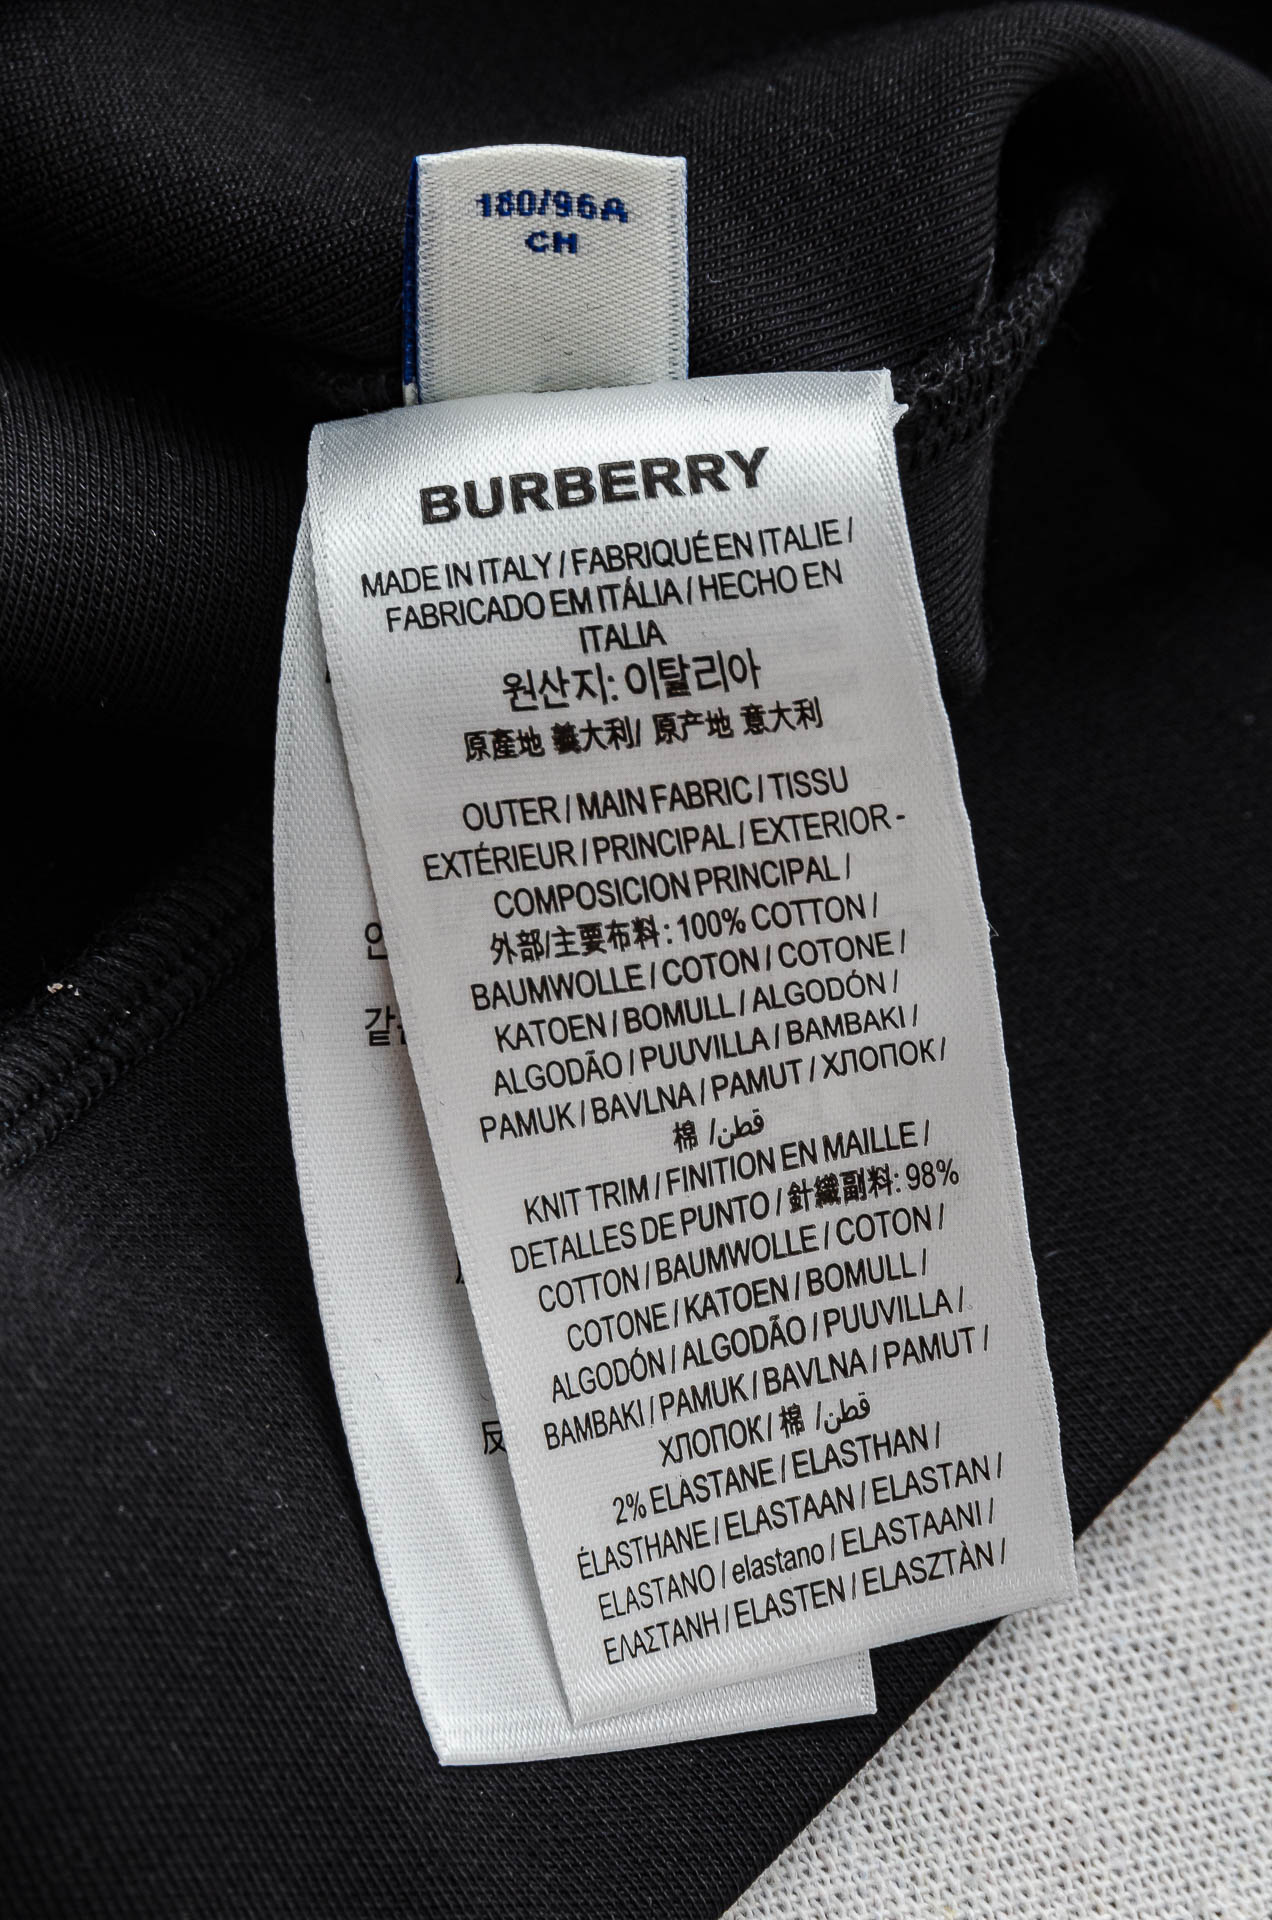 180/96A
CH
BURBERRY
MADE IN ITALY / FABRIQUÉ EN ITALIE /
FABRICADO EM ITÁLIA / HECHO EN
ITALIA
원산지: 이탈리아
原產地 義大利/ 原产地 意大利
OUTER / MAIN FABRIC / TISSU
EXTÉRIEUR / PRINCIPAL / EXTERIOR -
COMPOSICION PRINCIPAL /
外部/主要布料: 100% COTTON /
BAUMWOLLE / COTON / COTONE /
KATOEN / BOMULL / ALGODÓN /
ALGODÃO / PUUVILLA / BAMBAKI /
PAMUK / BAVLNA / PAMUT / ХЛОПОК /
棉 / قطن
KNIT TRIM / FINITION EN MAILLE /
DETALLES DE PUNTO / 針織副料: 98%
COTTON / BAUMWOLLE / COTON /
COTONE / KATOEN / BOMULL /
ALGODÓN / ALGODÃO / PUUVILLA /
BAMBAKI / PAMUK / BAVLNA / PAMUT /
ХЛОПОК / 棉 / قطن
2% ELASTANE / ELASTHAN /
ÉLASTHANE / ELASTAAN / ELASTAN /
ELASTANO / elastano / ELASTAANI /
ΕΛΑΣΤΑΝΗ / ELASTEN / ELASZTÀN /